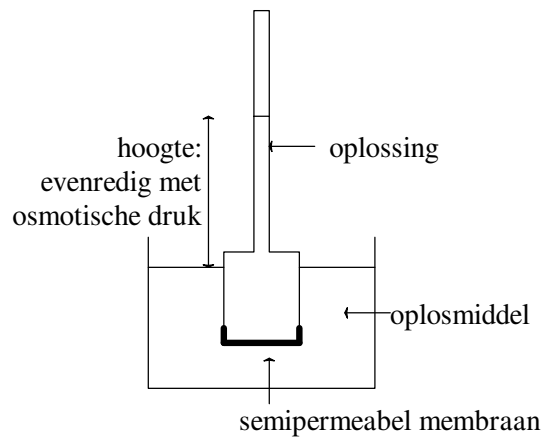 hoogte:
evenredig met
osmotische druk
oplossing
oplosmiddel
semipermeabel membraan